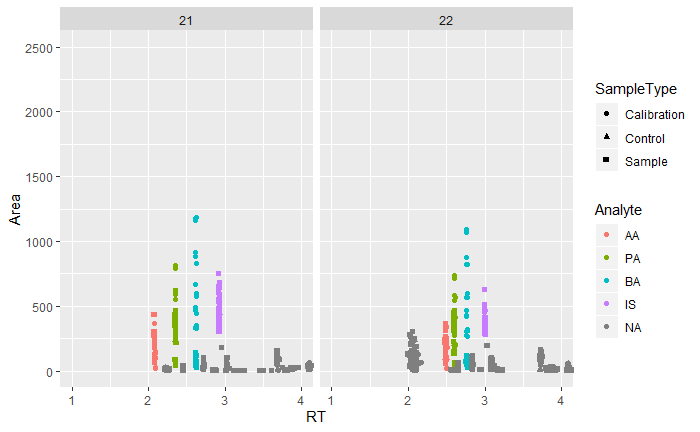 21 22
2500
2000
1500
1000
500
0
Area
1 2 3 4 1 2 3 4
RT
SampleType
Calibration
Control
Sample
Analyte
AA
PA
BA
IS
NA